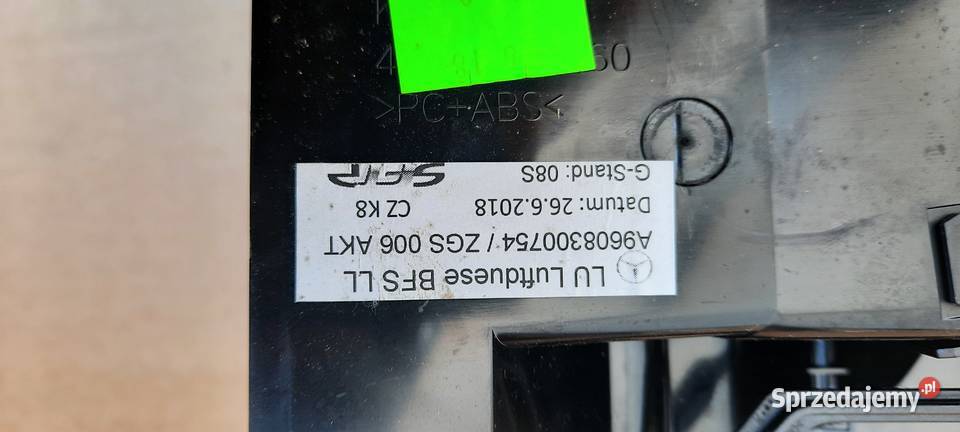 60
>PC+ABS<
LU Luftduese BFS LL
A9608300754 / ZGS 006 AKT
Datum: 26.6.2018 CZ K8
G-Stand: 08S
Sprzedajemy.pl